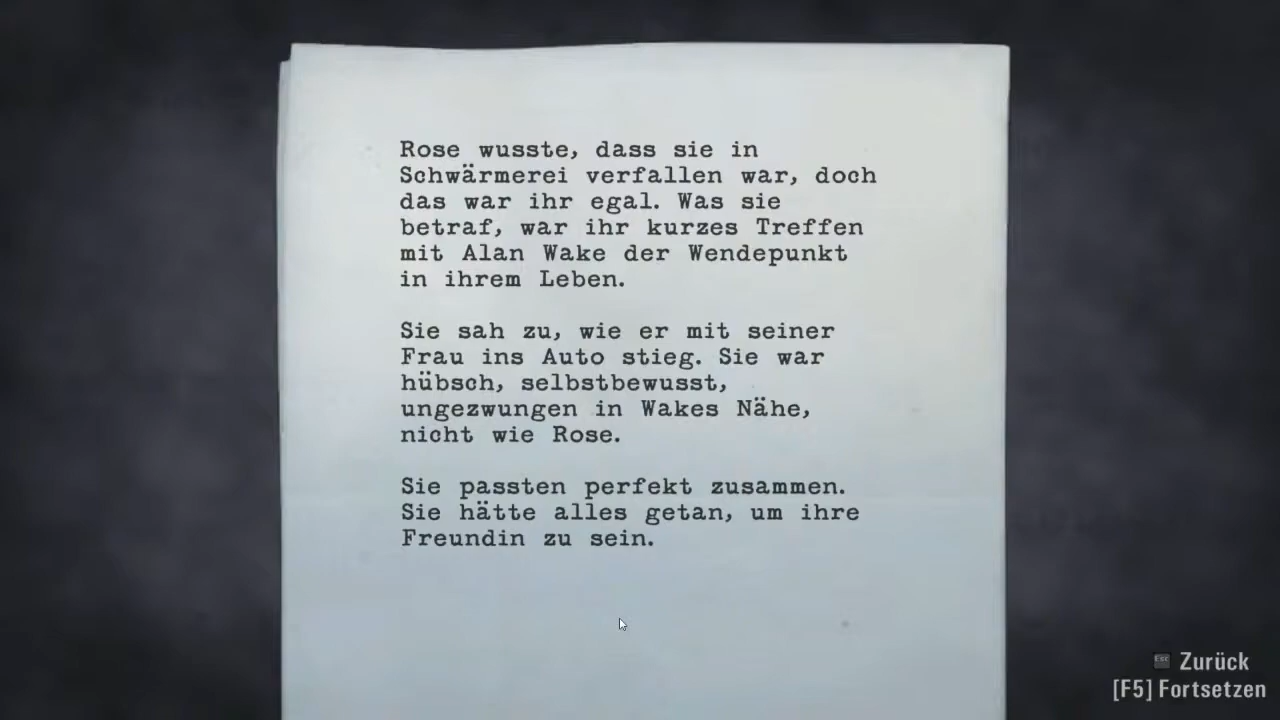 Rose wusste, dass sie in
Schwärmerei verfallen war, doch
das war ihr egal. Was sie
betraf, war ihr kurzes Treffen
mit Alan Wake der Wendepunkt
in ihrem Leben.
Sie sah zu, wie er mit seiner
Frau ins Auto stieg. Sie war
hübsch, selbstbewusst,
ungezwungen in Wakes Nähe,
nicht wie Rose.
Sie passten perfekt zusammen.
Sie hätte alles getan, um ihre
Freundin zu sein.
Esc Zurück
[F5] Fortsetzen